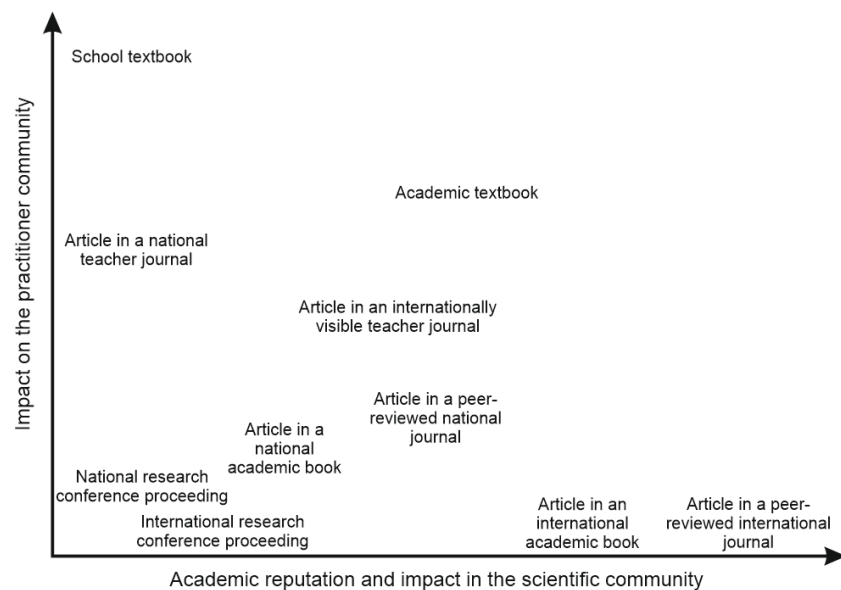 School textbook
Academic textbook
Article in a national
teacher journal
Article in an internationally
visible teacher journal
Article in a peer-
reviewed national
journal
Article in a
national
academic book
National research
conference proceeding
International research
conference proceeding
Article in an
international
academic book
Article in a peer-
reviewed international
journal
Impact on the practitioner community
Academic reputation and impact in the scientific community